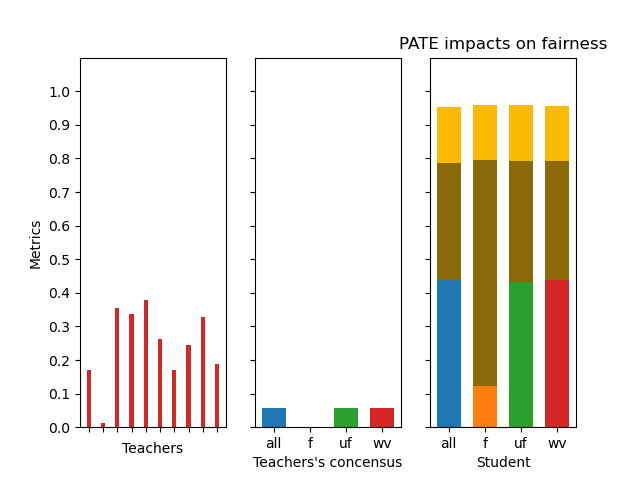 PATE impacts on fairness
Metrics
1.0
0.9
0.8
0.7
0.6
0.5
0.4
0.3
0.2
0.1
0.0
Teachers
all f uf wv
Teachers's concensus
all f uf wv
Student